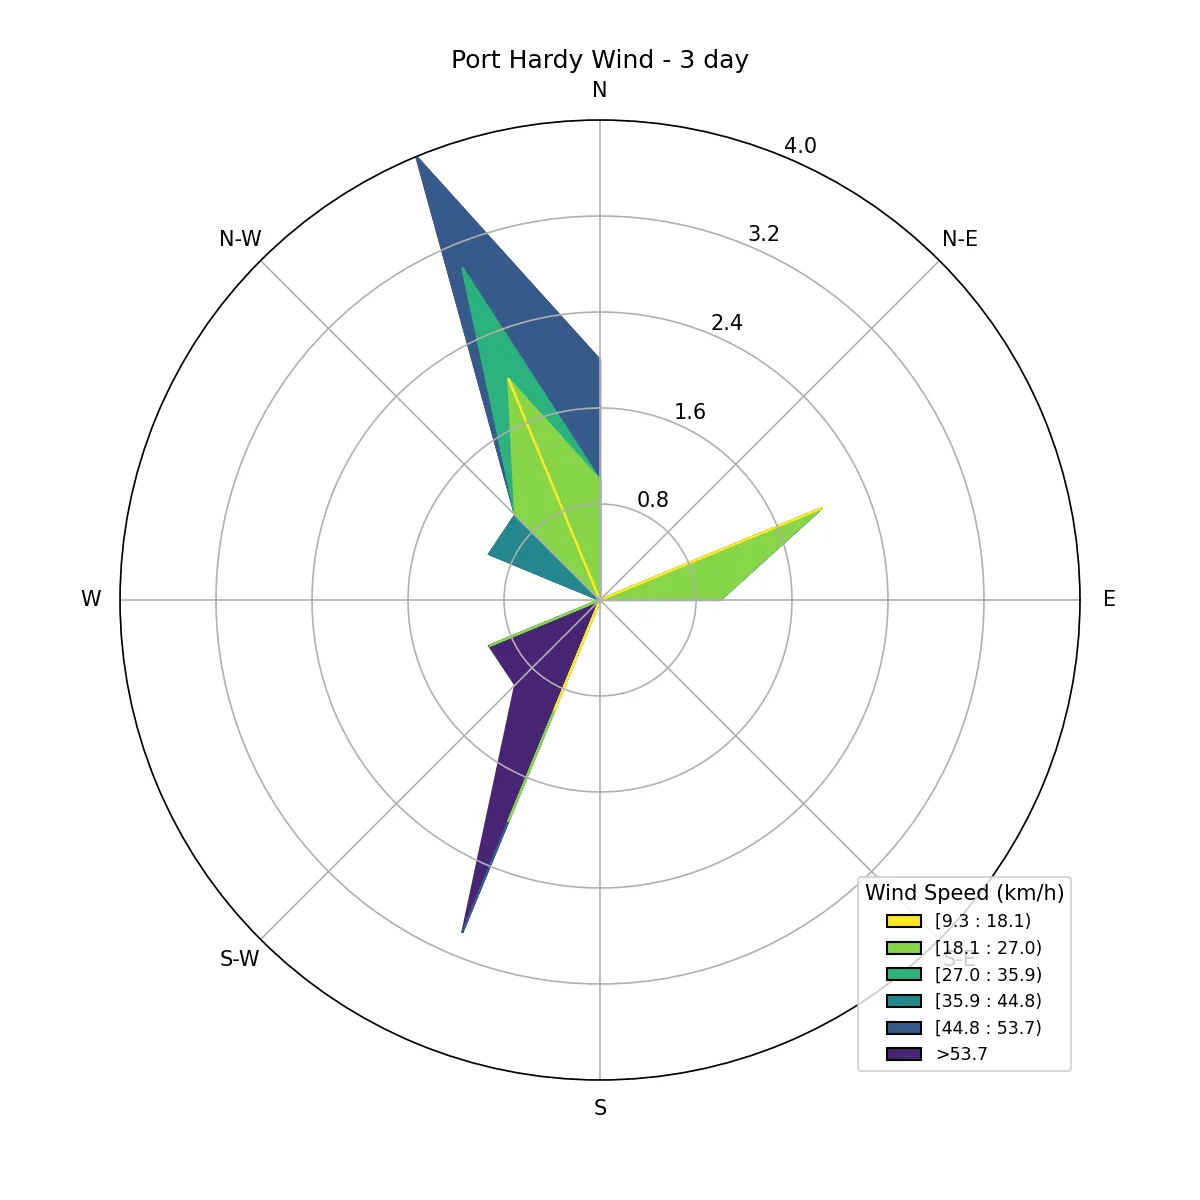 Port Hardy Wind - 3 day
N
4.0
N-W
N-E
3.2
2.4
1.6
0.8
W
E
Wind Speed (km/h)
[9.3 : 18.1)
[18.1 : 27.0)
S-W
S-E
[27.0 : 35.9)
[35.9 : 44.8)
[44.8 : 53.7)
>53.7
S